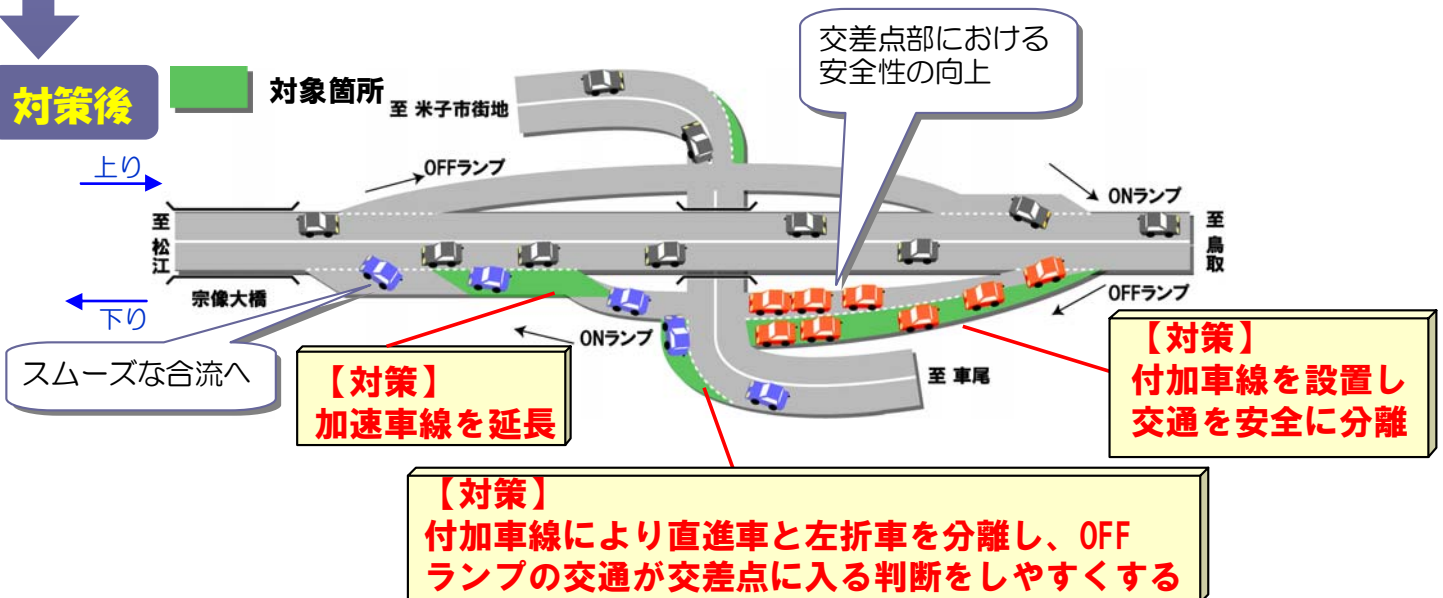 対策後
対象箇所
交差点部における
安全性の向上
至 米子市街地
上り
OFFランプ
ONランプ
至松江
至鳥取
宗像大橋
下り
OFFランプ
ONランプ
スムーズな合流へ
至 車尾
【対策】
加速車線を延長
【対策】
付加車線を設置し
交通を安全に分離
【対策】
付加車線により直進車と左折車を分離し、OFF
ランプの交通が交差点に入る判断をしやすくする